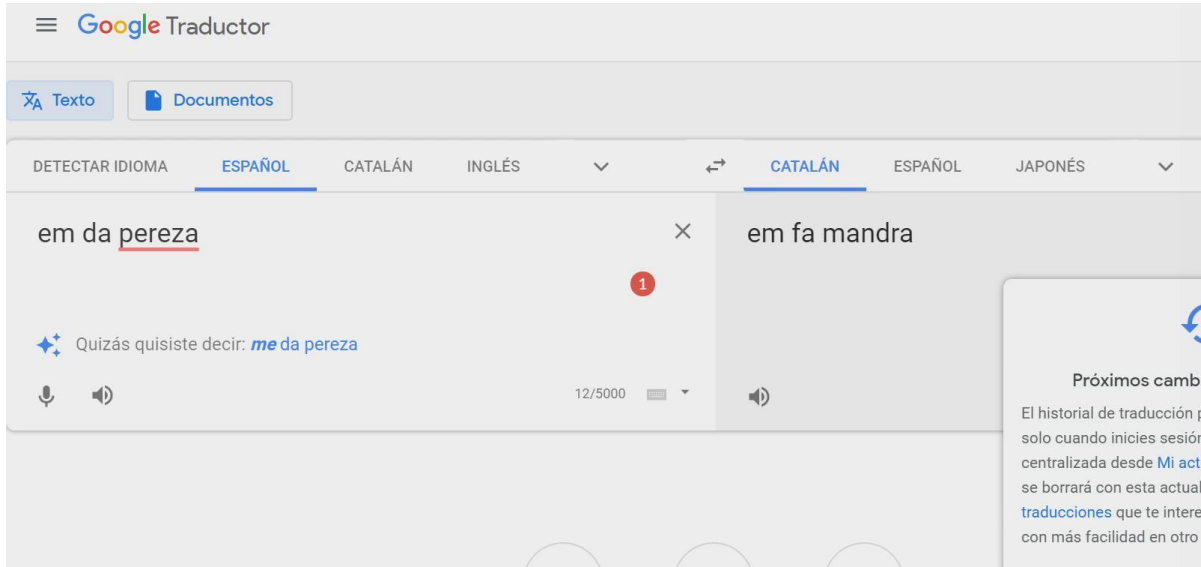 Google Traductor
Texto Documentos
DETECTAR IDIOMA ESPAÑOL CATALÁN INGLÉS CATALÁN ESPAÑOL JAPONÉS
em da pereza em fa mandra
1
Quizás quisiste decir: me da pereza
12/5000
Próximos camb
El historial de traducción p
solo cuando inicies sesión
centralizada desde Mi act
se borrará con esta actual
traducciones que te intere
con más facilidad en otro